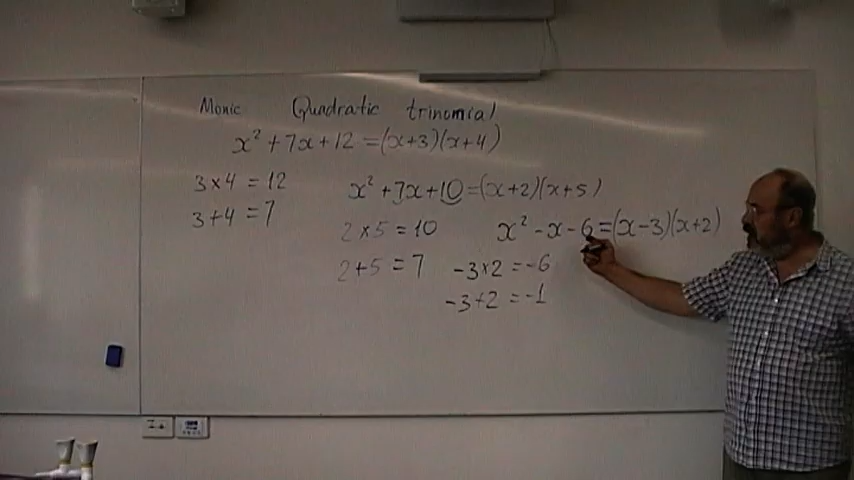 Monic Quadratic trinomial
x² + 7x + 12 = (x+3)(x+4)
3 × 4 = 12
3 + 4 = 7
x² + 7x + 10 = (x+2)(x+5)
2 × 5 = 10
2 + 5 = 7
x² - x - 6 = (x-3)(x+2)
-3×2 = -6
-3+2 = -1